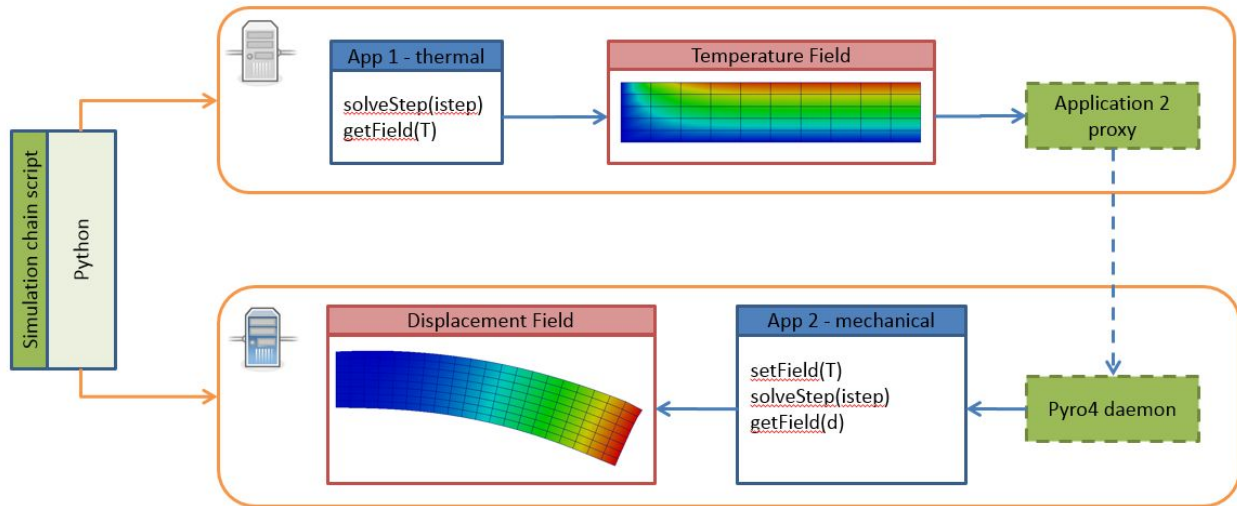 Simulation chain script
Python
App 1 - thermal
solveStep(istep)
getField(T)
Temperature Field
Application 2
proxy
Displacement Field
App 2 - mechanical
setField(T)
solveStep(istep)
getField(d)
Pyro4 daemon